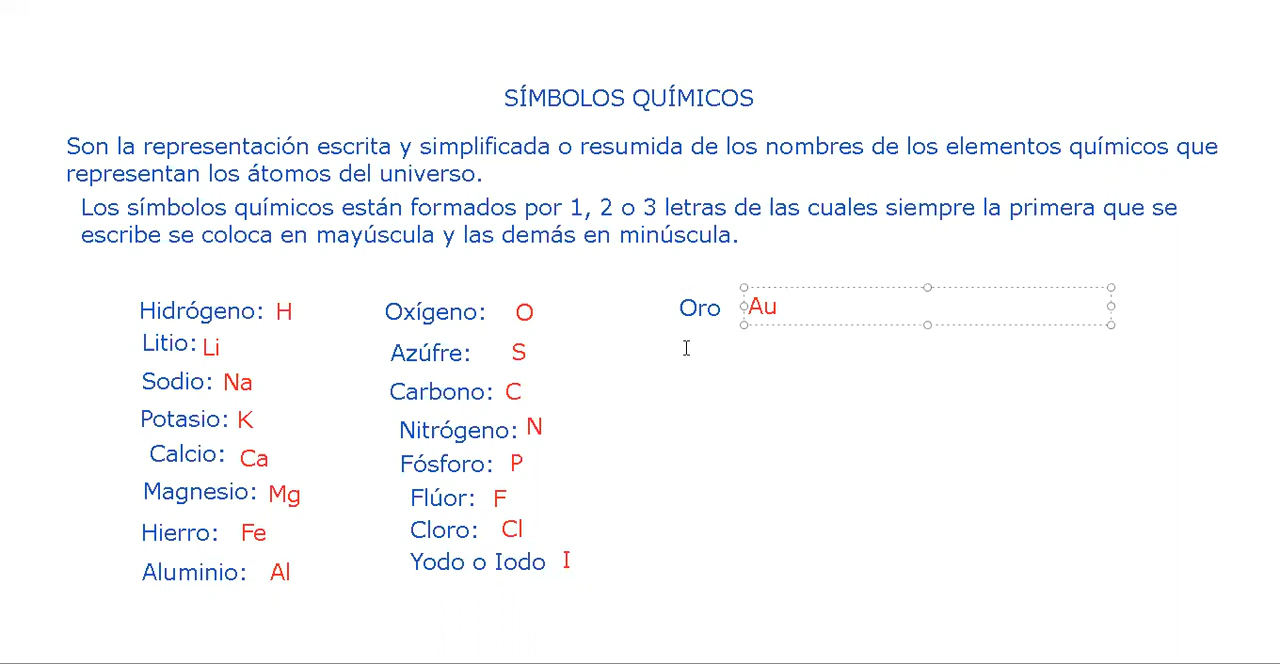 SÍMBOLOS QUÍMICOS
Son la representación escrita y simplificada o resumida de los nombres de los elementos químicos que
representan los átomos del universo.
Los símbolos químicos están formados por 1, 2 o 3 letras de las cuales siempre la primera que se
escribe se coloca en mayúscula y las demás en minúscula.
Hidrógeno: H
Litio: Li
Sodio: Na
Potasio: K
Calcio: Ca
Magnesio: Mg
Hierro: Fe
Aluminio: Al
Oxígeno: O
Azúfre: S
Carbono: C
Nitrógeno: N
Fósforo: P
Flúor: F
Cloro: Cl
Yodo o Iodo I
Oro Au